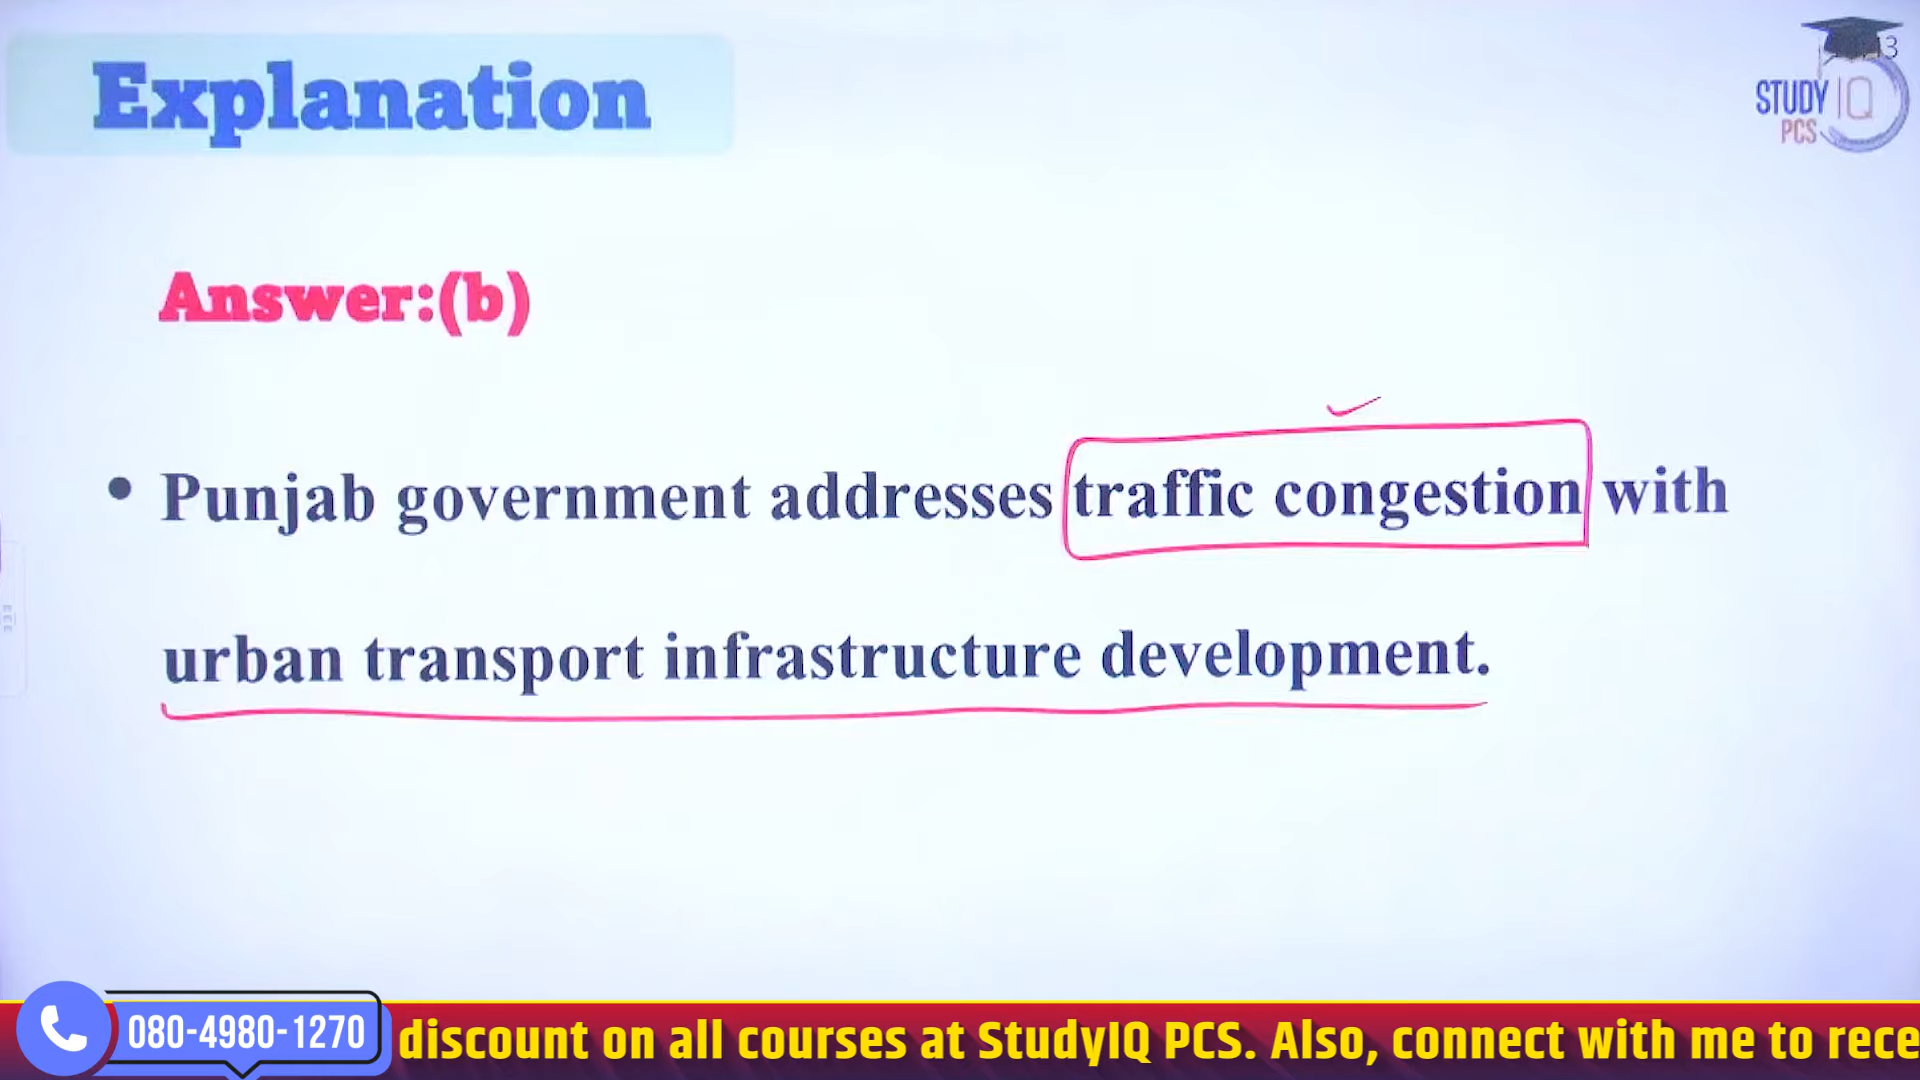 Explanation
STUDY IQ
PCS
Answer:(b)
• Punjab government addresses traffic congestion with
urban transport infrastructure development.
080-4980-1270
discount on all courses at StudyIQ PCS. Also, connect with me to rece